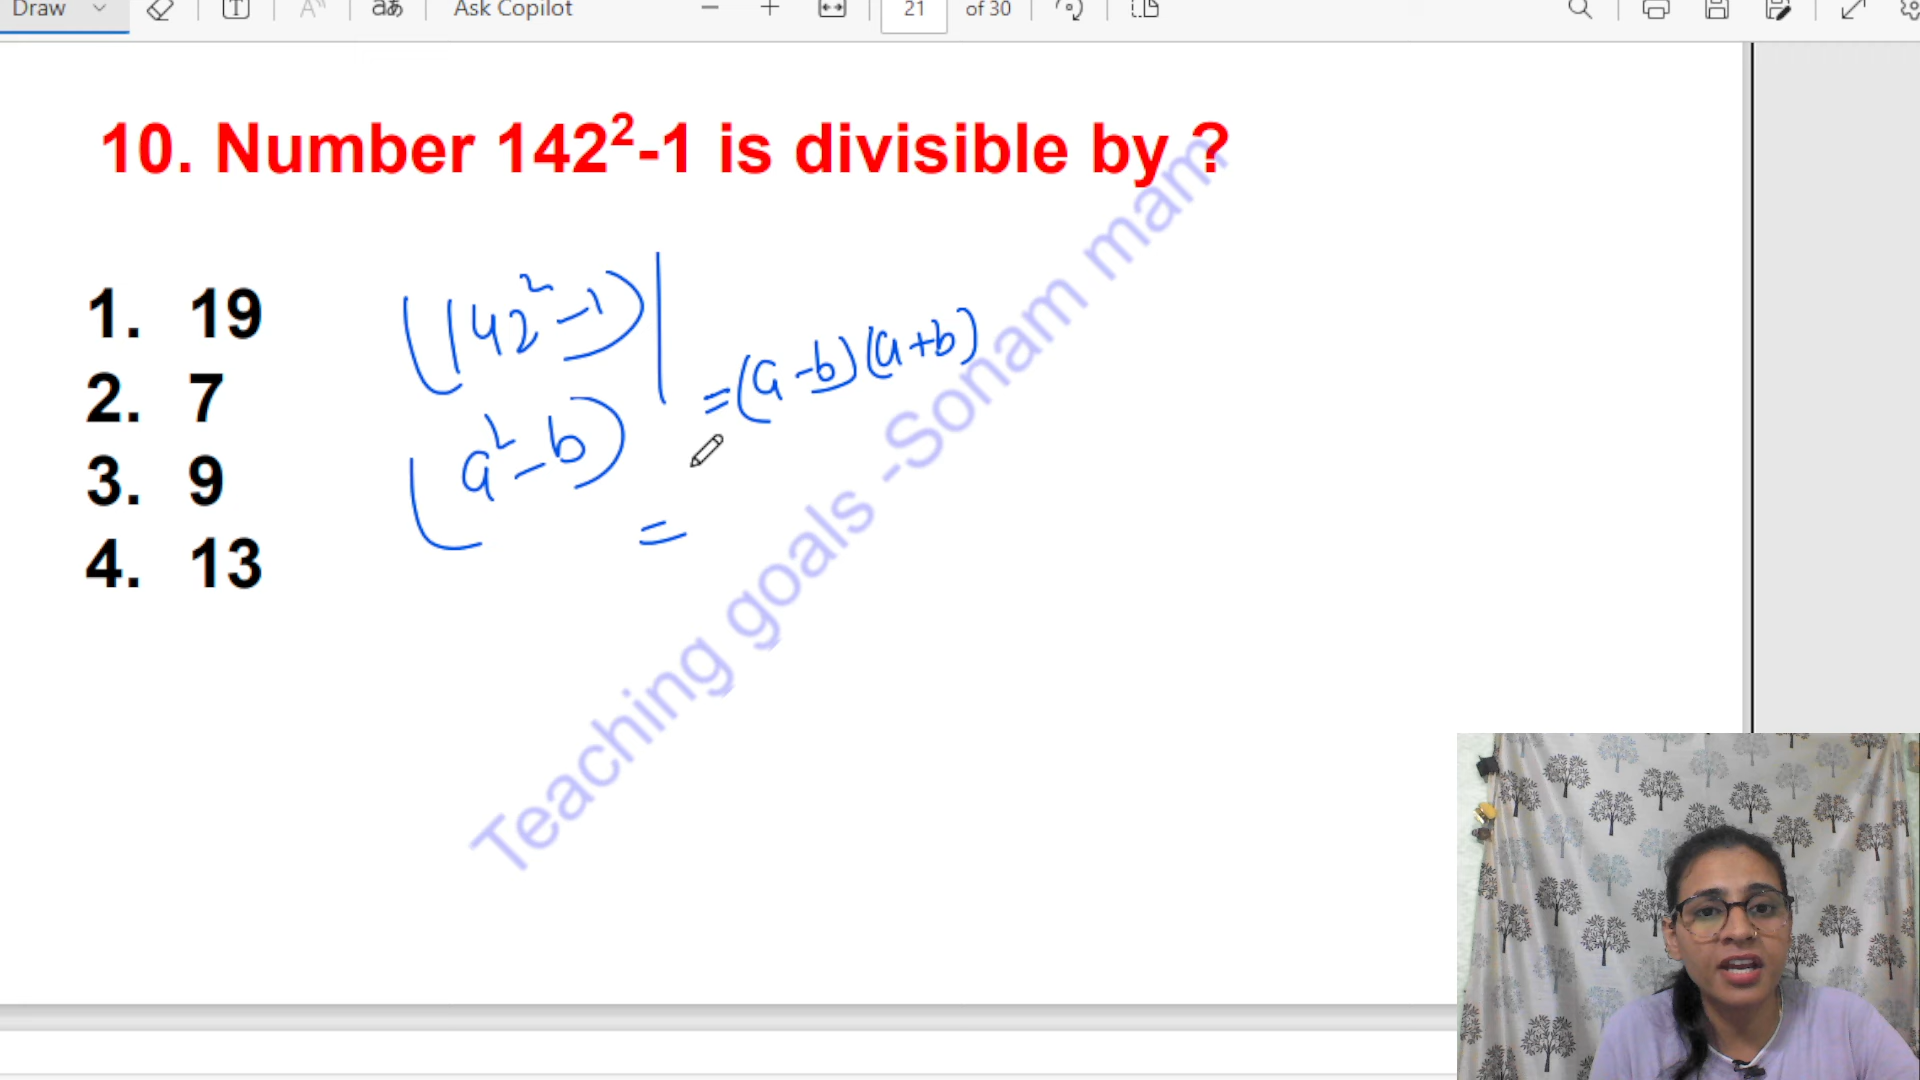 Draw
Ask Copilot
21 of 30
10. Number 142²-1 is divisible by ?
1. 19
2. 7
3. 9
4. 13
(142²-1)
=(a-b)(a+b)
(a²-b)
=
Teaching goals -Sonam mam